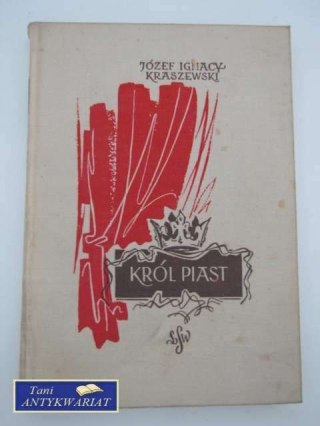 JÓZEF IGNACY
KRASZEWSKI
KRÓL PIAST
LSW
Tani
ANTYKWARIAT